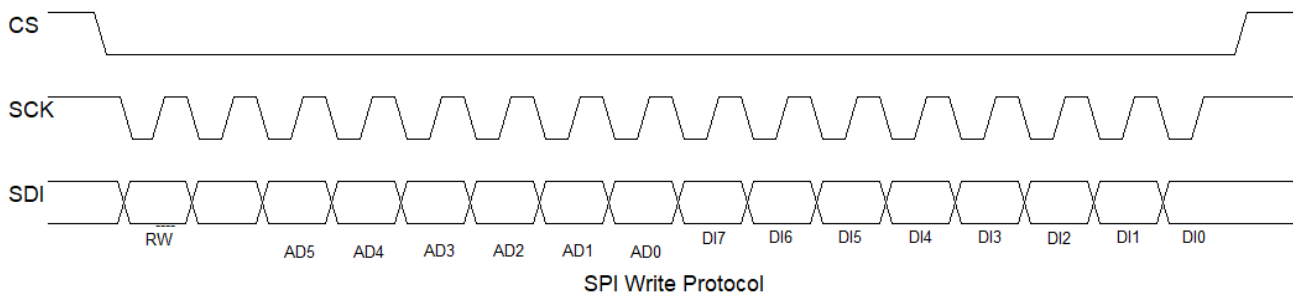 CS
SCK
SDI
RW AD5 AD4 AD3 AD2 AD1 AD0 DI7 DI6 DI5 DI4 DI3 DI2 DI1 DI0
SPI Write Protocol